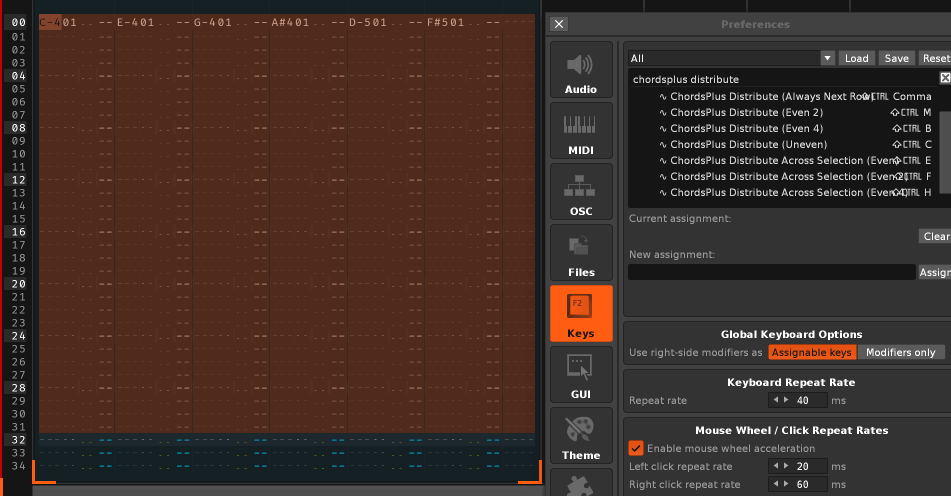 00 C-401 E-401 G-401 A#401 D-501 F#501
01
02
03
04
05
06
07
08
09
10
11
12
13
14
15
16
17
18
19
20
21
22
23
24
25
26
27
28
29
30
31
32
33
34
Preferences
Audio
MIDI
OSC
Files
F2
Keys
GUI
Theme
All Load Save Reset
chordsplus distribute
ChordsPlus Distribute (Always Next Row) CTRL Comma
ChordsPlus Distribute (Even 2) CTRL M
ChordsPlus Distribute (Even 4) CTRL B
ChordsPlus Distribute (Uneven) CTRL C
ChordsPlus Distribute Across Selection (Even) CTRL E
ChordsPlus Distribute Across Selection (Even 2) CTRL F
ChordsPlus Distribute Across Selection (Even 4) CTRL H
Current assignment:
Clear
New assignment:
Assign
Global Keyboard Options
Use right-side modifiers as Assignable keys Modifiers only
Keyboard Repeat Rate
Repeat rate 40 ms
Mouse Wheel / Click Repeat Rates
Enable mouse wheel acceleration
Left click repeat rate 20 ms
Right click repeat rate 60 ms